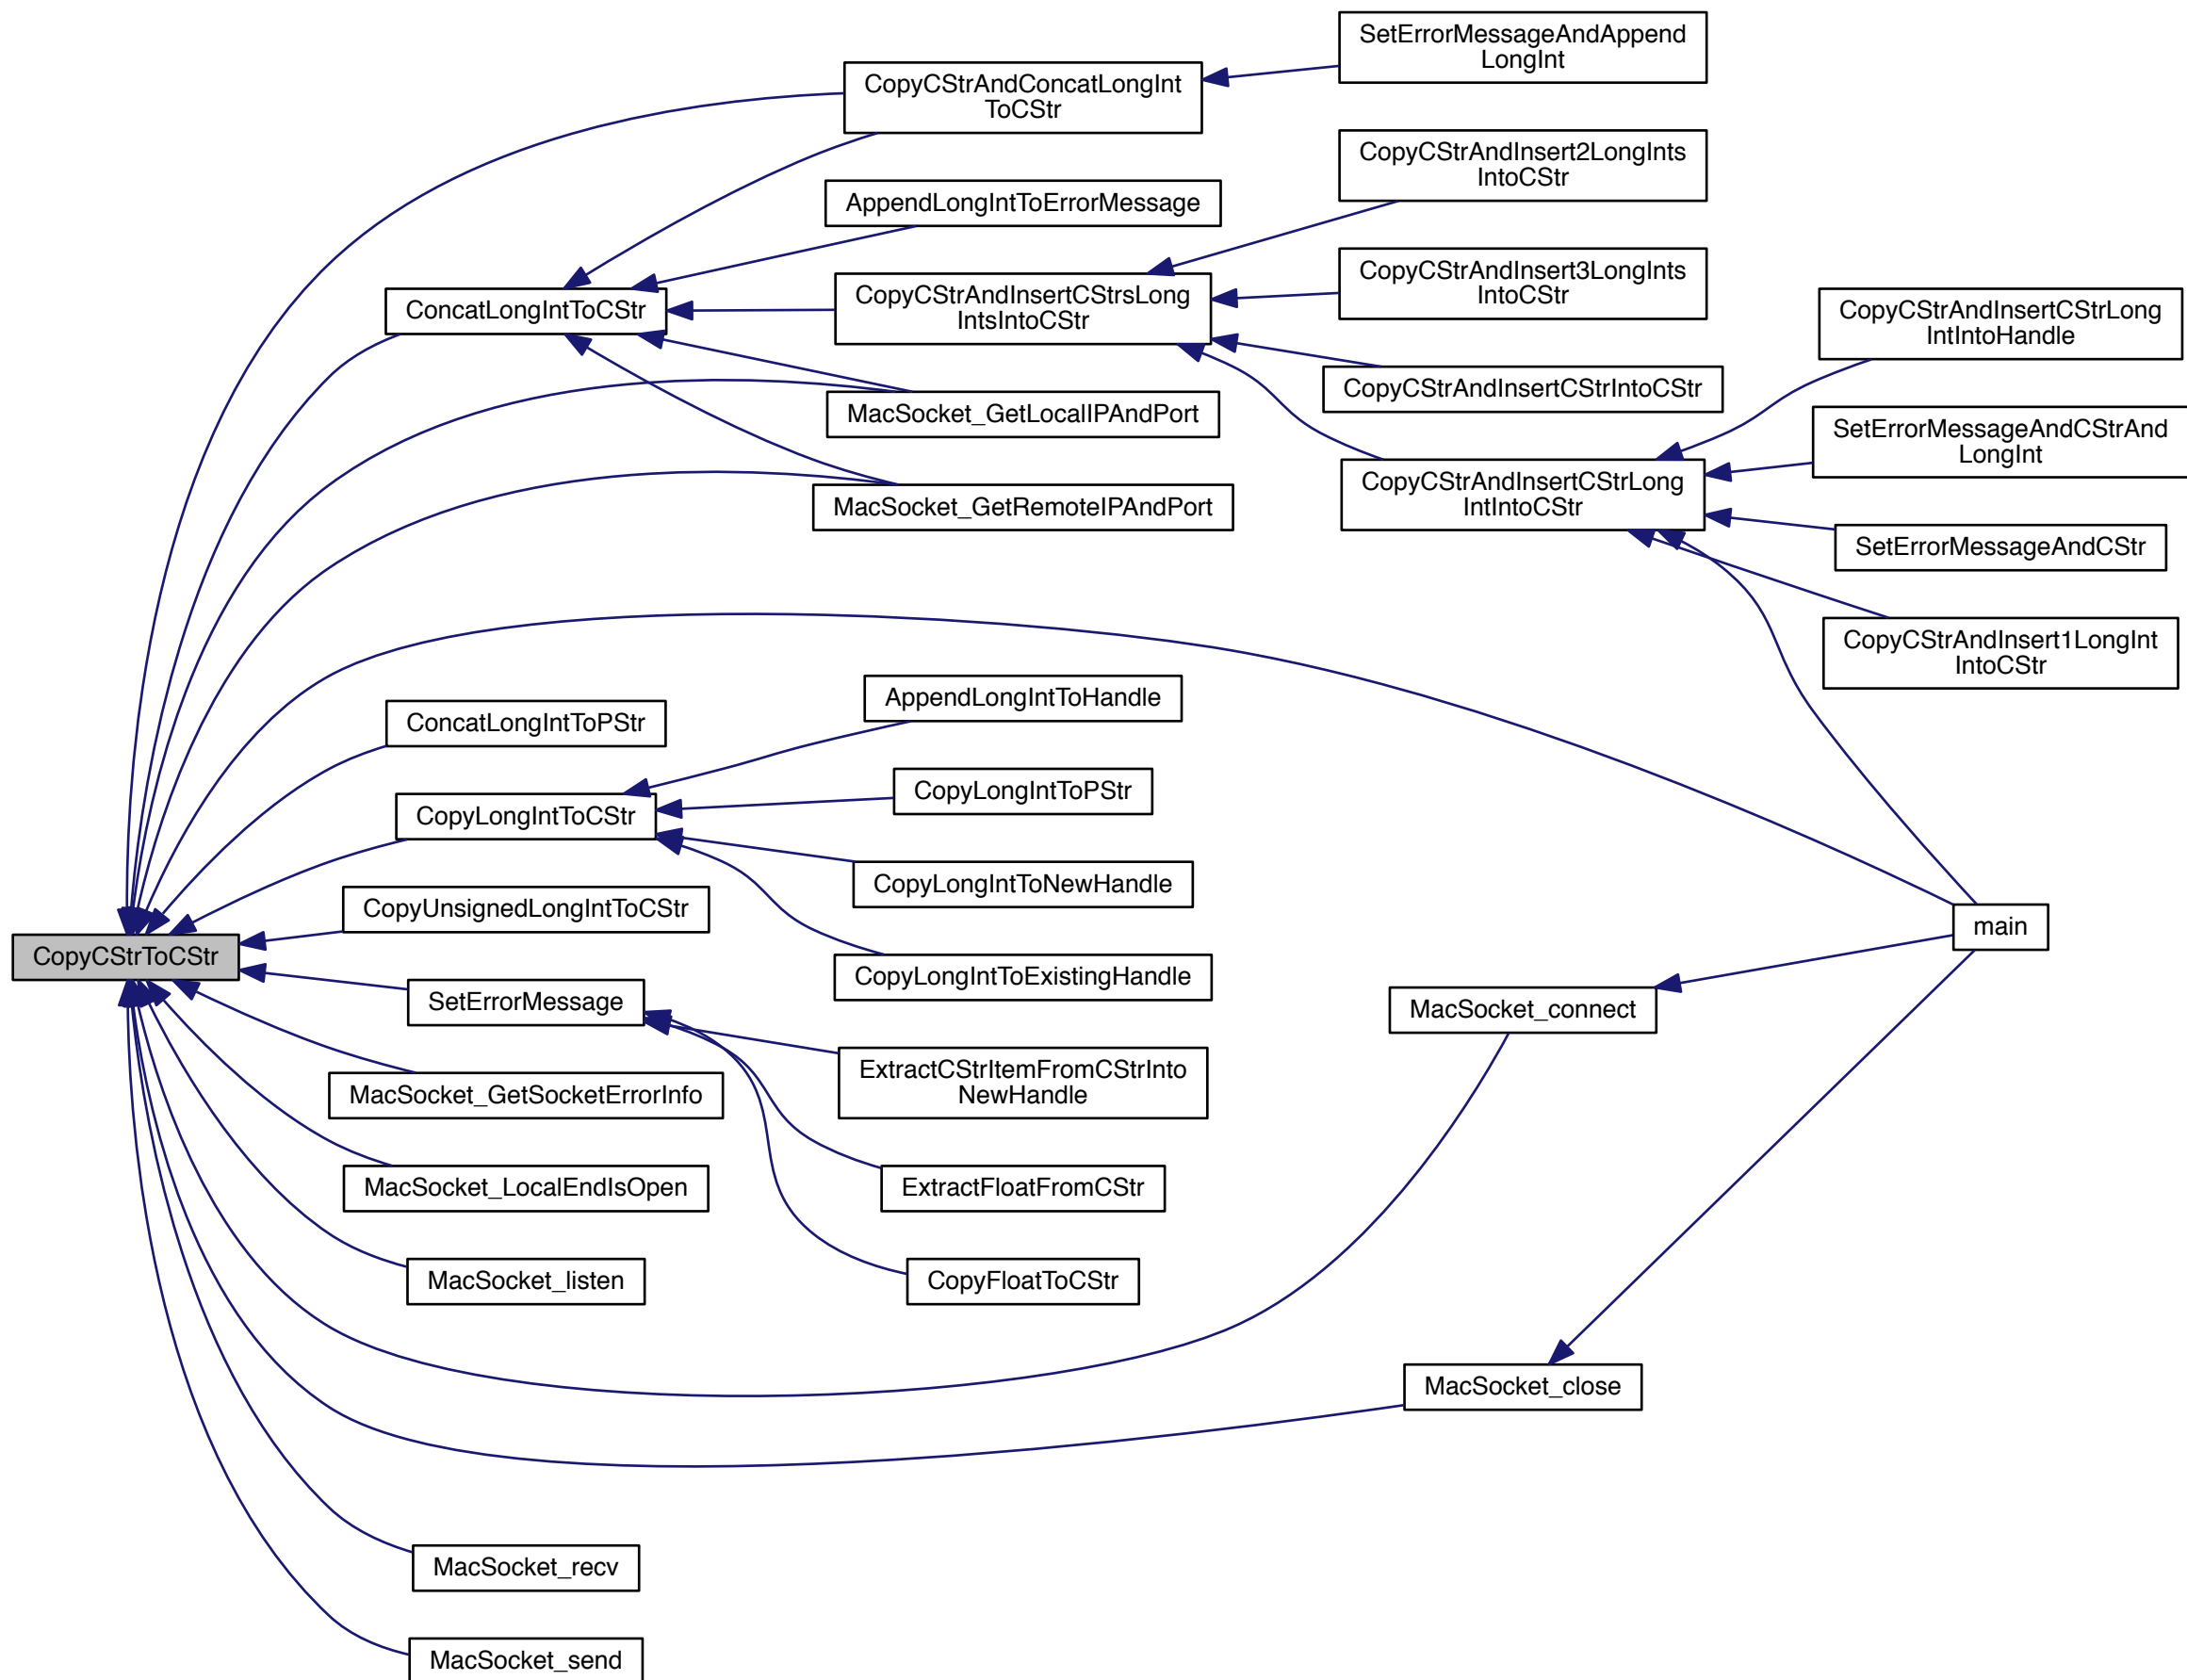 SetErrorMessageAndAppend
LongInt
CopyCStrAndConcatLongInt
ToCStr
CopyCStrAndInsert2LongInts
IntoCStr
AppendLongIntToErrorMessage
CopyCStrAndInsert3LongInts
IntoCStr
CopyCStrAndInsertCStrsLong
IntsIntoCStr
ConcatLongIntToCStr
CopyCStrAndInsertCStrLong
IntIntoHandle
CopyCStrAndInsertCStrIntoCStr
MacSocket_GetLocalIPAndPort
SetErrorMessageAndCStrAnd
LongInt
CopyCStrAndInsertCStrLong
IntIntoCStr
MacSocket_GetRemoteIPAndPort
SetErrorMessageAndCStr
CopyCStrAndInsert1LongInt
IntoCStr
AppendLongIntToHandle
ConcatLongIntToPStr
CopyLongIntToPStr
CopyLongIntToCStr
CopyLongIntToNewHandle
CopyUnsignedLongIntToCStr
main
CopyCStrToCStr
CopyLongIntToExistingHandle
SetErrorMessage
MacSocket_connect
ExtractCStrItemFromCStrInto
NewHandle
MacSocket_GetSocketErrorInfo
MacSocket_LocalEndIsOpen
ExtractFloatFromCStr
MacSocket_listen
CopyFloatToCStr
MacSocket_close
MacSocket_recv
MacSocket_send